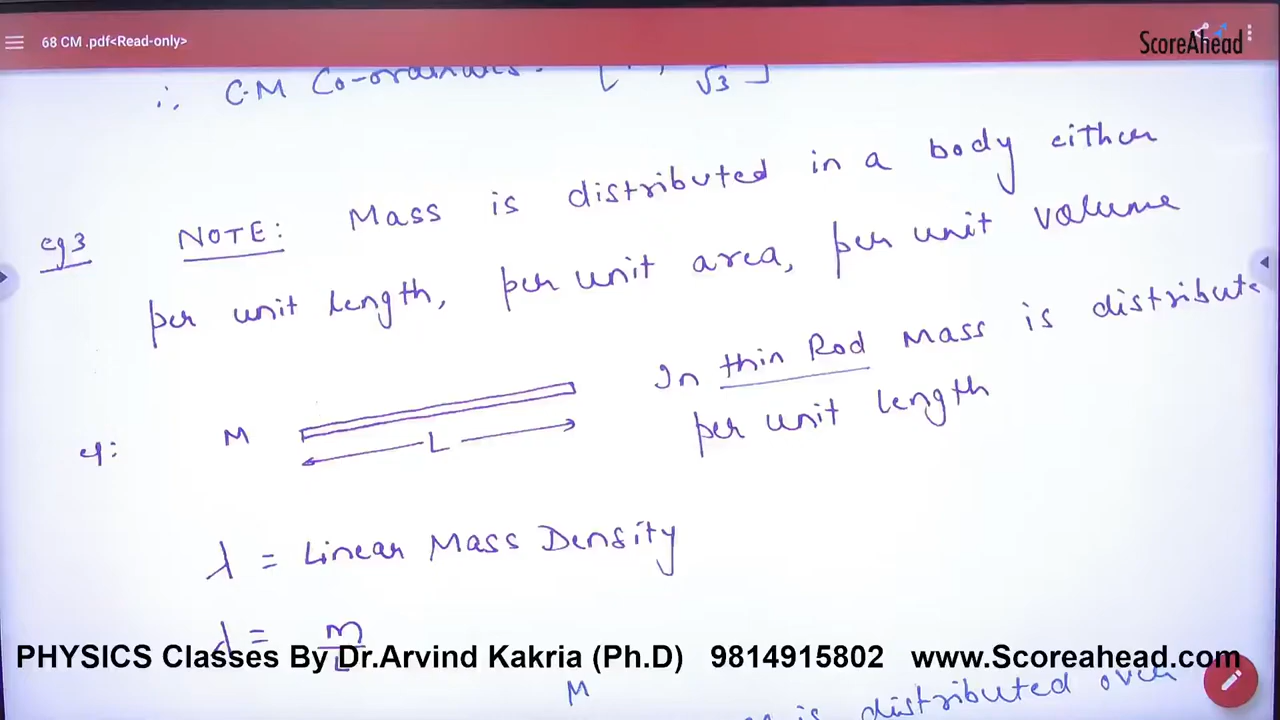 68 CM .pdf<Read-only>
ScoreAhead
∴ C.M Co-ordinates.
√3
eg 3 NOTE: Mass is distributed in a body either
per unit length, per unit area, per unit volume
In thin Rod Mass is distribute
per unit length
M
L
λ = Linear Mass Density
λ = m
PHYSICS Classes By Dr.Arvind Kakria (Ph.D) 9814915802 www.Scoreahead.com
M
is distributed over